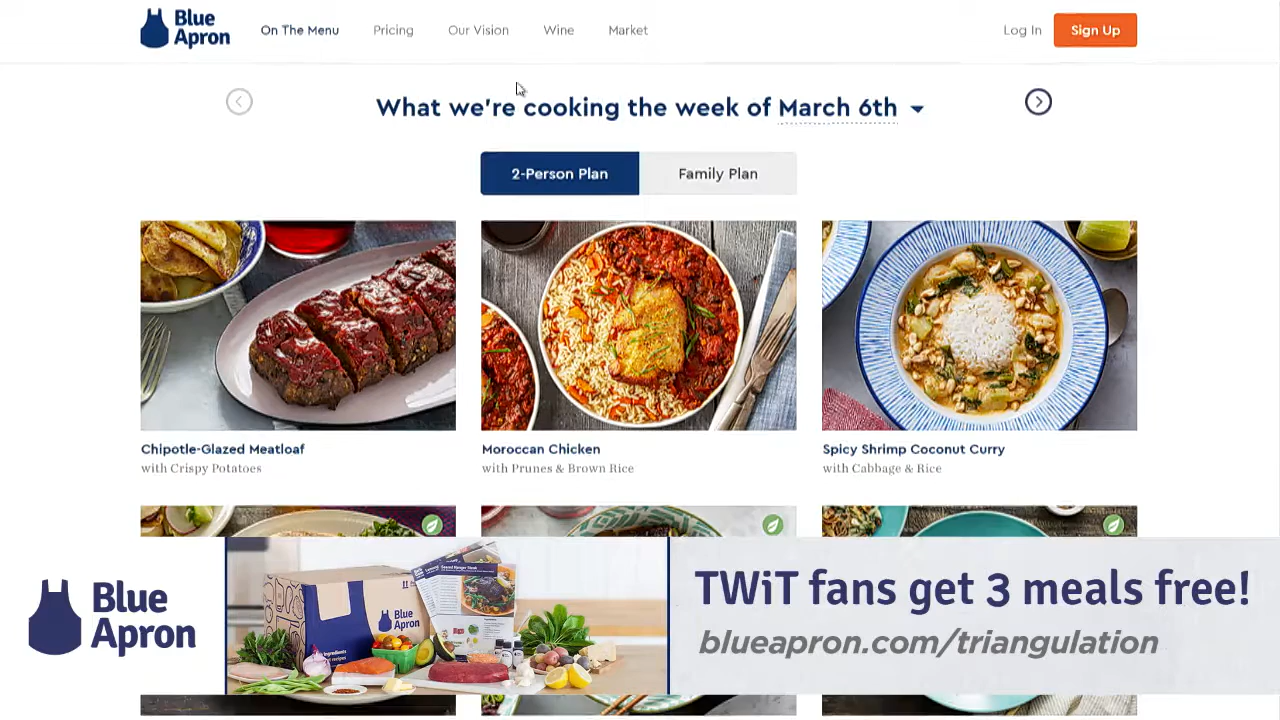 Blue
Apron
On The Menu
Pricing
Our Vision
Wine
Market
Log In
Sign Up
What we're cooking the week of March 6th
2-Person Plan
Family Plan
Chipotle-Glazed Meatloaf
with Crispy Potatoes
Moroccan Chicken
with Prunes & Brown Rice
Spicy Shrimp Coconut Curry
with Cabbage & Rice
Blue
Apron
Blue
Apron
TWiT fans get 3 meals free!
blueapron.com/triangulation